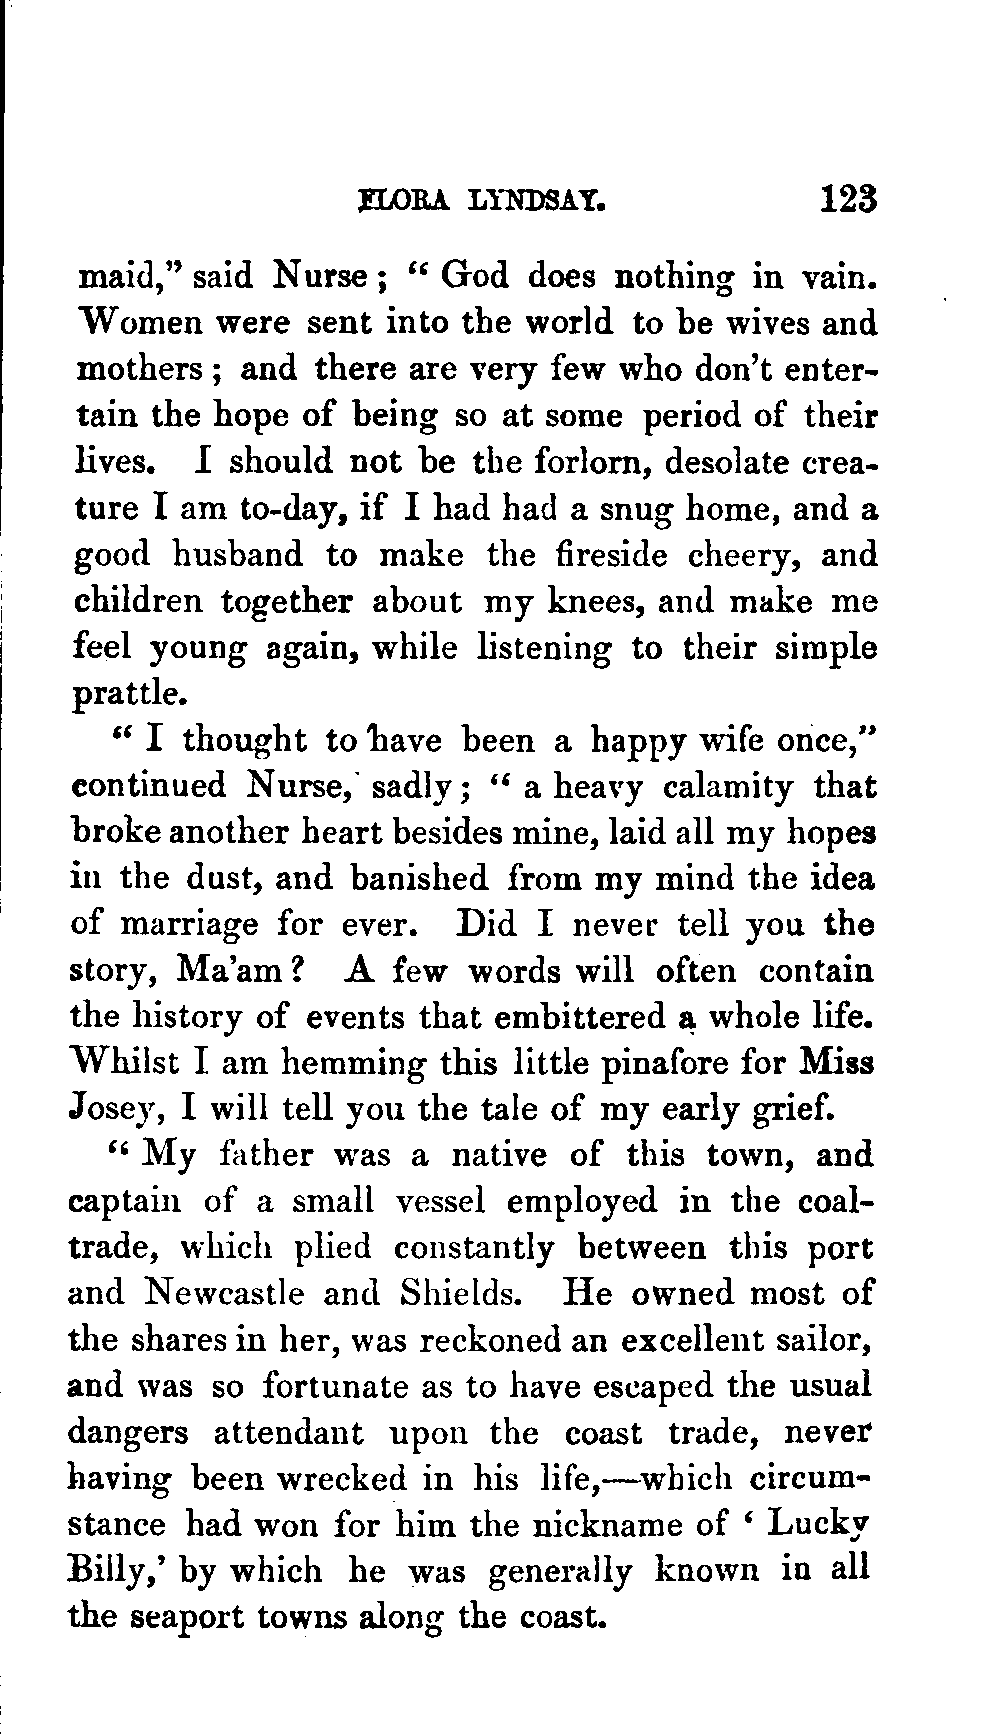 FLORA LYNDSAY. 123
maid,” said Nurse ; “ God does nothing in vain.
Women were sent into the world to be wives and
mothers ; and there are very few who don’t enter-
tain the hope of being so at some period of their
lives. I should not be the forlorn, desolate crea-
ture I am to-day, if I had had a snug home, and a
good husband to make the fireside cheery, and
children together about my knees, and make me
feel young again, while listening to their simple
prattle.
“ I thought to have been a happy wife once,”
continued Nurse, sadly ; “ a heavy calamity that
broke another heart besides mine, laid all my hopes
in the dust, and banished from my mind the idea
of marriage for ever. Did I never tell you the
story, Ma’am ? A few words will often contain
the history of events that embittered a whole life.
Whilst I am hemming this little pinafore for Miss
Josey, I will tell you the tale of my early grief.
“ My father was a native of this town, and
captain of a small vessel employed in the coal-
trade, which plied constantly between this port
and Newcastle and Shields. He owned most of
the shares in her, was reckoned an excellent sailor,
and was so fortunate as to have escaped the usual
dangers attendant upon the coast trade, never
having been wrecked in his life,—which circum-
stance had won for him the nickname of ‘ Lucky
Billy,’ by which he was generally known in all
the seaport towns along the coast.